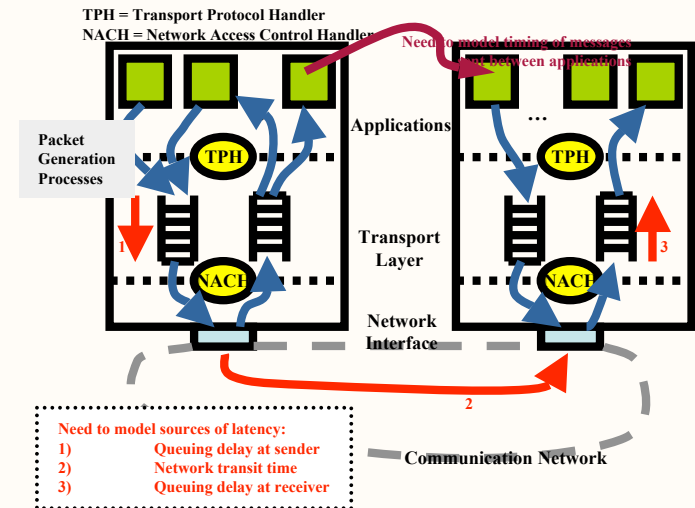 TPH = Transport Protocol Handler
NACH = Network Access Control Handler
Need to model timing of messages
sent between applications
...
Applications
Packet
Generation
Processes
TPH
TPH
1
Transport
Layer
3
NACH
NACH
Network
Interface
2
Need to model sources of latency:
1) Queuing delay at sender
2) Network transit time
3) Queuing delay at receiver
Communication Network